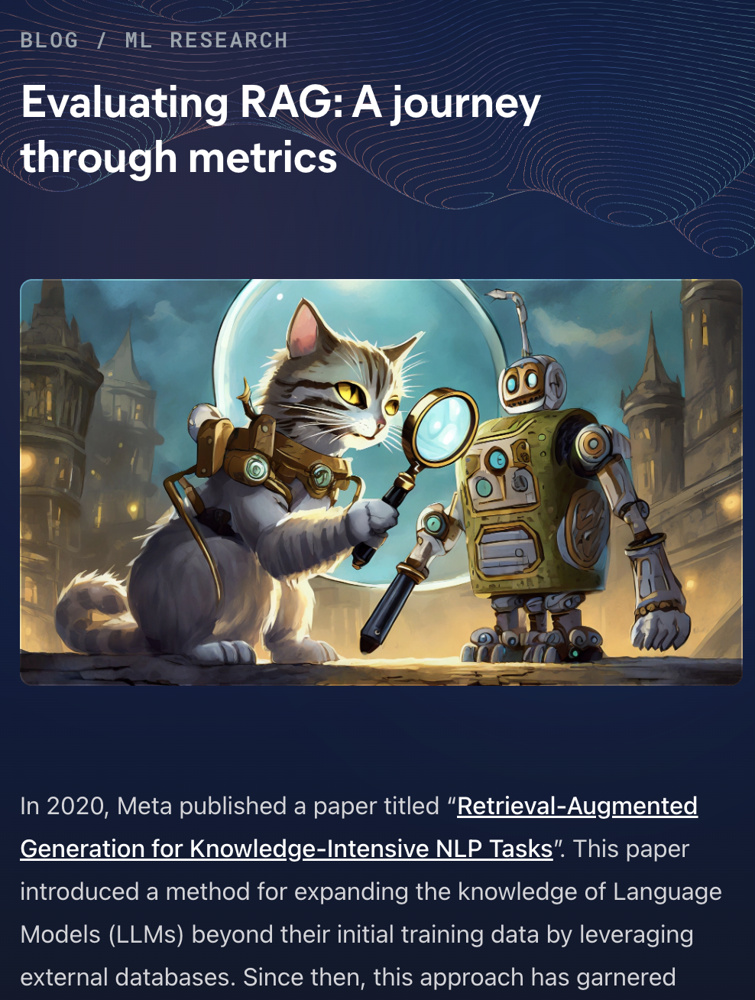 BLOG / ML RESEARCH
Evaluating RAG: A journey
through metrics
In 2020, Meta published a paper titled “Retrieval-Augmented
Generation for Knowledge-Intensive NLP Tasks”. This paper
introduced a method for expanding the knowledge of Language
Models (LLMs) beyond their initial training data by leveraging
external databases. Since then, this approach has garnered